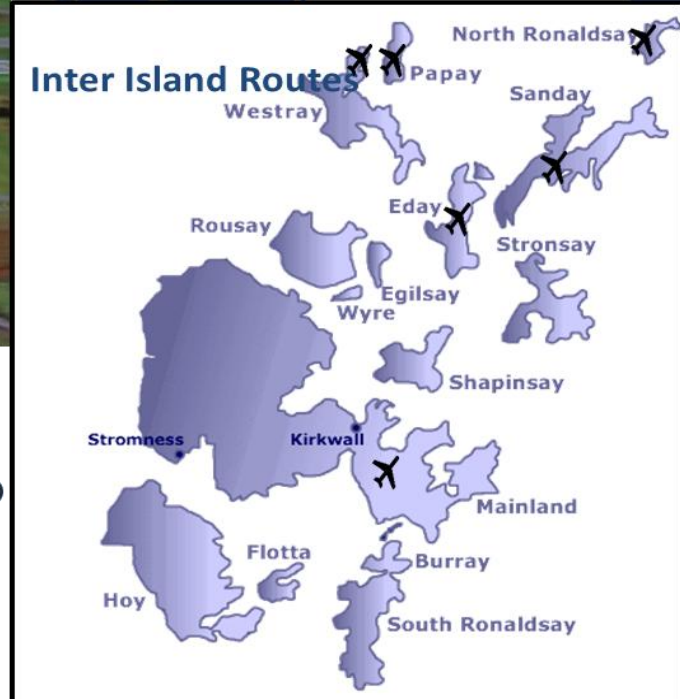 North Ronaldsay
Inter Island Routes
Papay
Sanday
Westray
Eday
Rousay
Stronsay
Egilsay
Wyre
Shapinsay
Stromness
Kirkwall
Mainland
Flotta
Burray
Hoy
South Ronaldsay